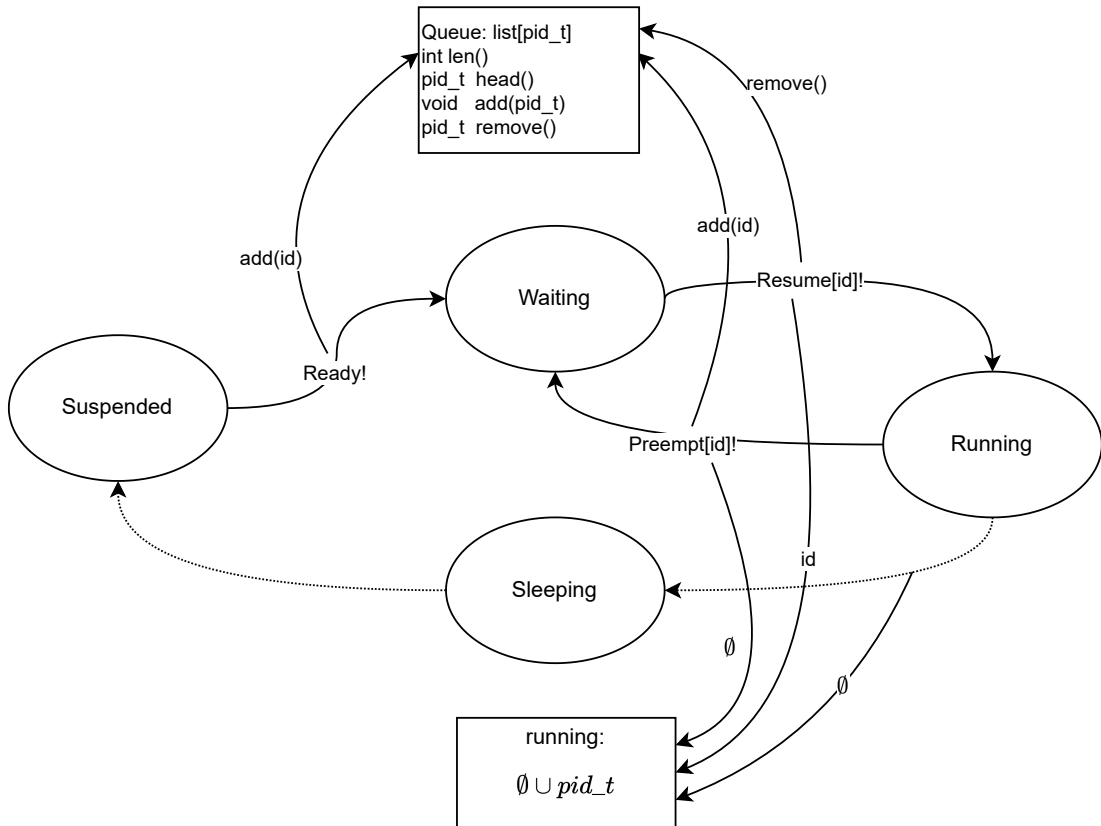 Queue: list[pid_t]
int len()
pid_t head()
void add(pid_t)
pid_t remove()
remove()
add(id)
add(id)
Waiting
Resume[id]!
Ready!
Suspended
Preempt[id]!
Running
id
Sleeping
∅
∅
running:
∅ ∪ pid_t